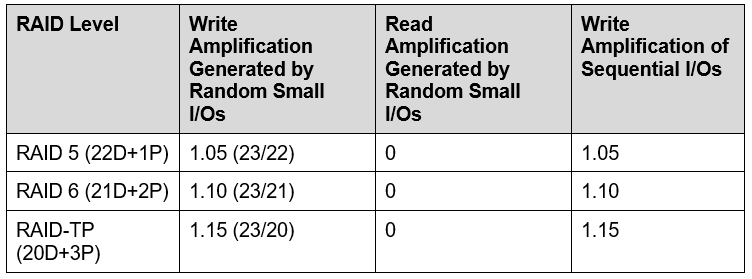 RAID Level
Write
Amplification
Generated by
Random Small
I/Os
Read
Amplification
Generated by
Random Small
I/Os
Write
Amplification of
Sequential I/Os
RAID 5 (22D+1P)
1.05 (23/22)
0
1.05
RAID 6 (21D+2P)
1.10 (23/21)
0
1.10
RAID-TP
(20D+3P)
1.15 (23/20)
0
1.15